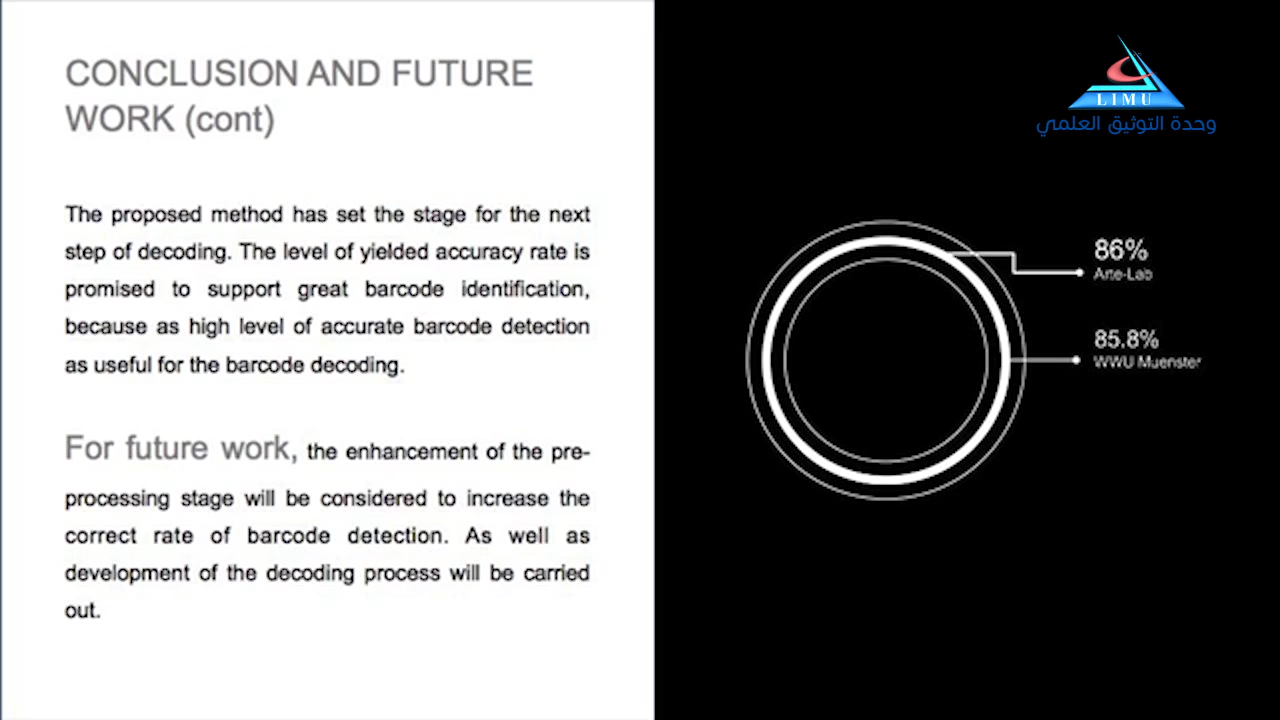 CONCLUSION AND FUTURE
WORK (cont)
The proposed method has set the stage for the next
step of decoding. The level of yielded accuracy rate is
promised to support great barcode identification,
because as high level of accurate barcode detection
as useful for the barcode decoding.
For future work, the enhancement of the pre-
processing stage will be considered to increase the
correct rate of barcode detection. As well as
development of the decoding process will be carried
out.
LIMU
وحدة التوثيق العلمي
86%
Arte-Lab
85.8%
WWU Muenster